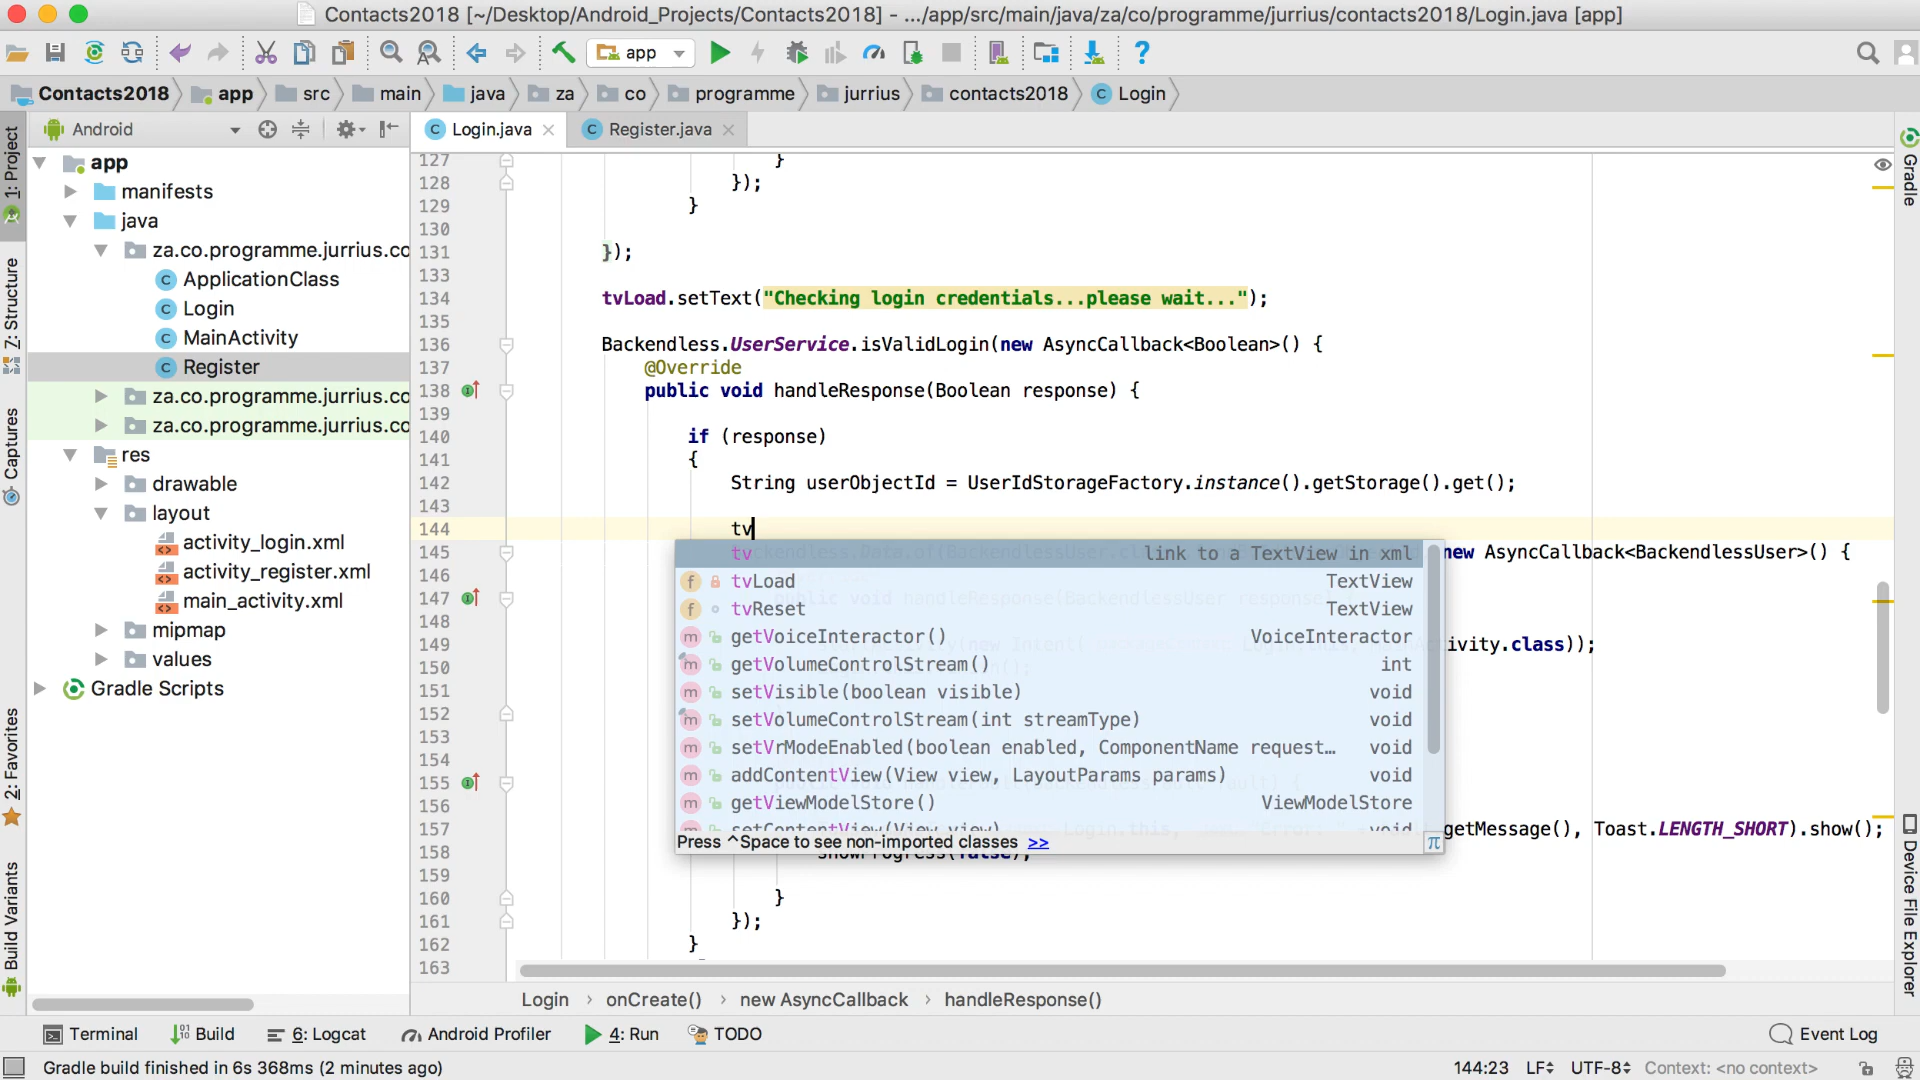 Contacts2018 [~/Desktop/Android_Projects/Contacts2018] - .../app/src/main/java/za/co/programme/jurrius/contacts2018/Login.java [app]
app
Contacts2018 app src main java za co programme jurrius contacts2018 Login
Android
Login.java Register.java
1: Project
7: Structure
Captures
2: Favorites
Build Variants
app
manifests
java
za.co.programme.jurrius.co
ApplicationClass
Login
MainActivity
Register
za.co.programme.jurrius.co
za.co.programme.jurrius.co
res
drawable
layout
activity_login.xml
activity_register.xml
main_activity.xml
mipmap
values
Gradle Scripts
127 }
128 });
129 }
130
131 });
133
134 tvLoad.setText("Checking login credentials...please wait...");
135
136 Backendless.UserService.isValidLogin(new AsyncCallback<Boolean>() {
137 @Override
138 public void handleResponse(Boolean response) {
139
140 if (response)
141 {
142 String userObjectId = UserIdStorageFactory.instance().getStorage().get();
143
144 tv
145 new AsyncCallback<BackendlessUser>() {
146
147
148
149 ivity.class));
150
151
152
153
154
155
156
157 getMessage(), Toast.LENGTH_SHORT).show();
158 showProgress(false);
159
160 }
161 });
162 }
163
tv link to a TextView in xml
tvLoad TextView
tvReset TextView
getVoiceInteractor() VoiceInteractor
getVolumeControlStream() int
setVisible(boolean visible) void
setVolumeControlStream(int streamType) void
setVrModeEnabled(boolean enabled, ComponentName request… void
addContentView(View view, LayoutParams params) void
getViewModelStore() ViewModelStore
setContentView(View view) void
Press ^Space to see non-imported classes >> π
Login › onCreate() › new AsyncCallback › handleResponse()
Gradle
Device File Explorer
Terminal Build 6: Logcat Android Profiler 4: Run TODO Event Log
Gradle build finished in 6s 368ms (2 minutes ago) 144:23 LF UTF-8 Context: <no context>